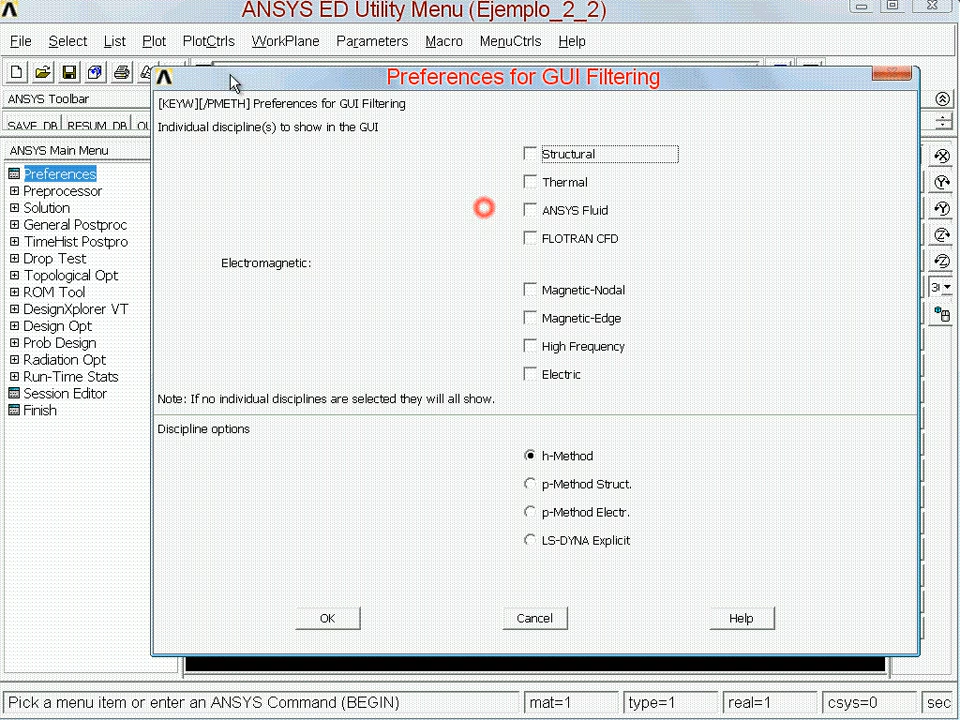 ANSYS ED Utility Menu (Ejemplo_2_2)
File Select List Plot PlotCtrls WorkPlane Parameters Macro MenuCtrls Help
Preferences for GUI Filtering
ANSYS Toolbar
[KEYW][/PMETH] Preferences for GUI Filtering
SAVE_DB RESUM_DB
Individual discipline(s) to show in the GUI
ANSYS Main Menu
Structural
Preferences
Thermal
Preprocessor
Solution
ANSYS Fluid
General Postproc
TimeHist Postpro
FLOTRAN CFD
Drop Test
Electromagnetic:
Topological Opt
ROM Tool
Magnetic-Nodal
DesignXplorer VT
Magnetic-Edge
Design Opt
Prob Design
High Frequency
Radiation Opt
Run-Time Stats
Electric
Session Editor
Note: If no individual disciplines are selected they will all show.
Finish
Discipline options
h-Method
p-Method Struct.
p-Method Electr.
LS-DYNA Explicit
OK Cancel Help
Pick a menu item or enter an ANSYS Command (BEGIN) mat=1 type=1 real=1 csys=0 sec